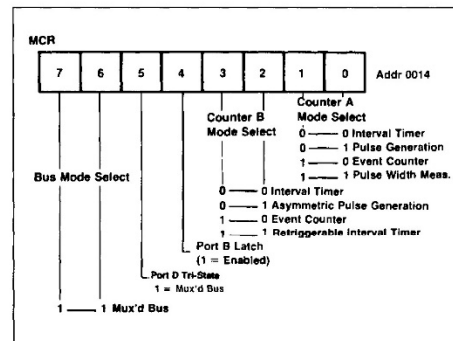 MCR
7 6 5 4 3 2 1 0 Addr 0014
Counter A
Mode Select
Counter B
Mode Select
0 0 Interval Timer
0 1 Pulse Generation
1 0 Event Counter
1 1 Pulse Width Meas.
Bus Mode Select
0 0 Interval Timer
0 1 Asymmetric Pulse Generation
1 0 Event Counter
1 1 Retriggerable Interval Timer
Port B Latch
(1 = Enabled)
Port D Tri-State
1 = Mux'd Bus
1 1 Mux'd Bus